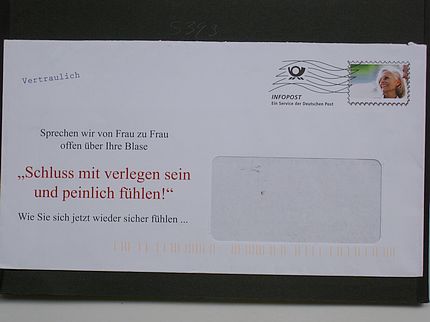 5393
Vertraulich
INFOPOST
Ein Service der Deutschen Post
Sprechen wir von Frau zu Frau
offen über Ihre Blase
„Schluss mit verlegen sein
und peinlich fühlen!“
Wie Sie sich jetzt wieder sicher fühlen ...